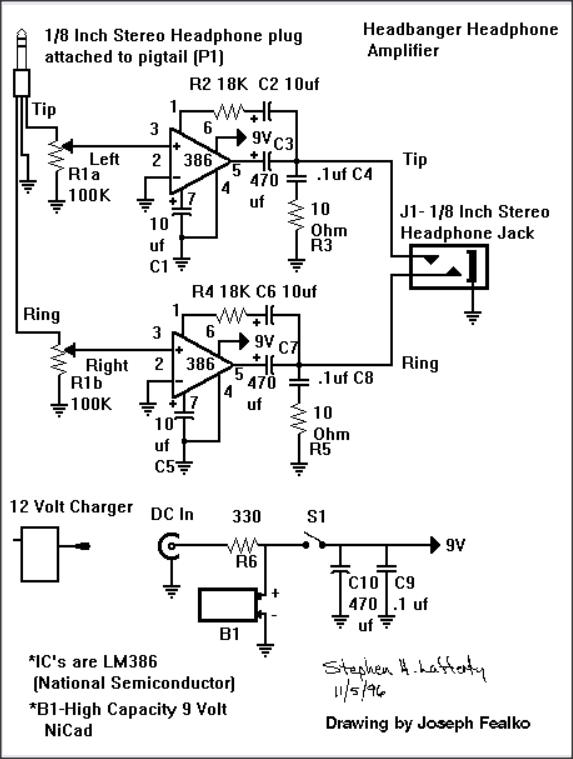 1/8 Inch Stereo Headphone plug
attached to pigtail (P1)
Headbanger Headphone
Amplifier
Tip
R2 18K C2 10uf
+
1
6
9V
C3
3
+
386
5
+
Tip
Left
2
-
4
470
uf
.1uf C4
R1a
100K
+
7
10
uf
C1
10
Ohm
R3
J1- 1/8 Inch Stereo
Headphone Jack
Ring
R4 18K C6 10uf
+
1
6
9V
C7
3
+
386
5
+
Ring
Right
2
-
4
470
uf
.1uf C8
R1b
100K
+
7
10
uf
C5
10
Ohm
R5
12 Volt Charger
DC In
330
S1
R6
9V
C10
470
uf
C9
.1 uf
+
-
B1
*IC's are LM386
(National Semiconductor)
*B1-High Capacity 9 Volt
NiCad
Stephen H. Lafferty
11/5/96
Drawing by Joseph Fealko